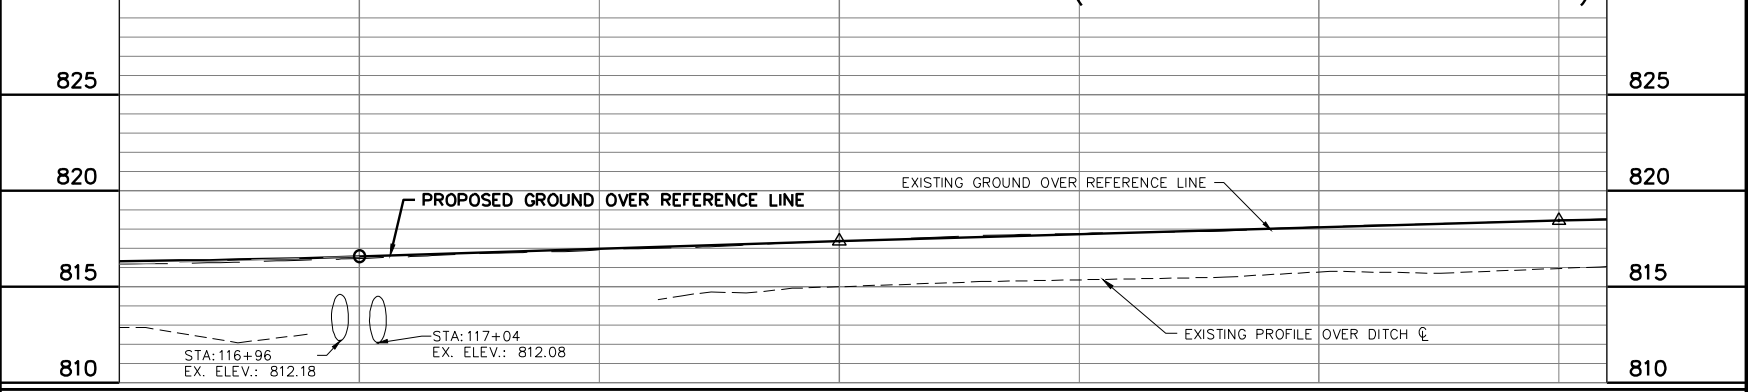 825
825
820
820
EXISTING GROUND OVER REFERENCE LINE
PROPOSED GROUND OVER REFERENCE LINE
815
815
STA:117+04
EX. ELEV.: 812.08
EXISTING PROFILE OVER DITCH ℄
STA:116+96
EX. ELEV.: 812.18
810
810